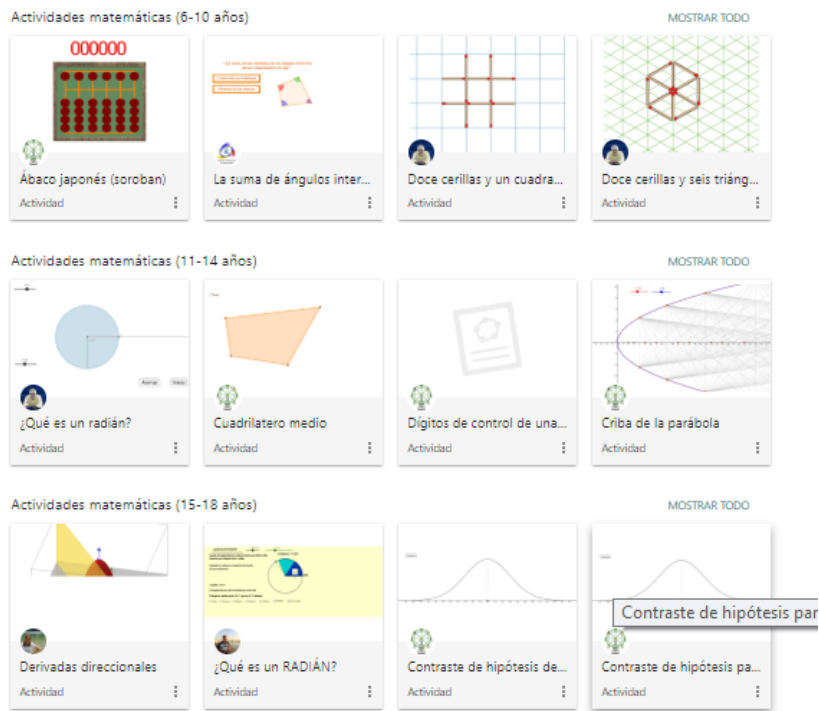 Actividades matemáticas (6-10 años)
MOSTRAR TODO
000000
Ábaco japonés (soroban)
Actividad
La suma de ángulos inter...
Actividad
Doce cerillas y un cuadra...
Actividad
Doce cerillas y seis triáng...
Actividad
Actividades matemáticas (11-14 años)
MOSTRAR TODO
Animar
Inicio
¿Qué es un radián?
Actividad
Cuadrilatero medio
Actividad
Dígitos de control de una...
Actividad
Criba de la parábola
Actividad
Actividades matemáticas (15-18 años)
MOSTRAR TODO
Derivadas direccionales
Actividad
¿Qué es un RADIÁN?
Actividad
Contraste de hipótesis de...
Actividad
Contraste de hipótesis par
Contraste de hipótesis pa...
Actividad